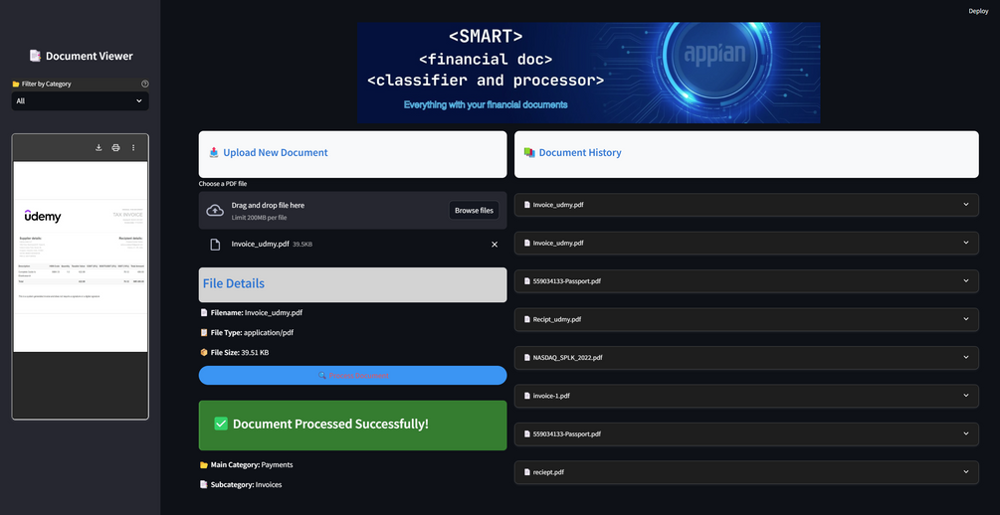 Deploy
Document Viewer
Filter by Category
All
udemy
TAX INVOICE
Supplier details:
Recipient details:
<SMART>
<financial doc>
<classifier and processor>
Everything with your financial documents
appian
Upload New Document
Choose a PDF file
Drag and drop file here
Limit 200MB per file
Browse files
Invoice_udmy.pdf 39.5KB
File Details
Filename: Invoice_udmy.pdf
File Type: application/pdf
File Size: 39.51 KB
Document Processed Successfully!
Main Category: Payments
Subcategory: Invoices
Document History
Invoice_udmy.pdf
Invoice_udmy.pdf
559034133-Passport.pdf
Recipt_udmy.pdf
NASDAQ_SPLK_2022.pdf
invoice-1.pdf
559034133-Passport.pdf
reciept.pdf